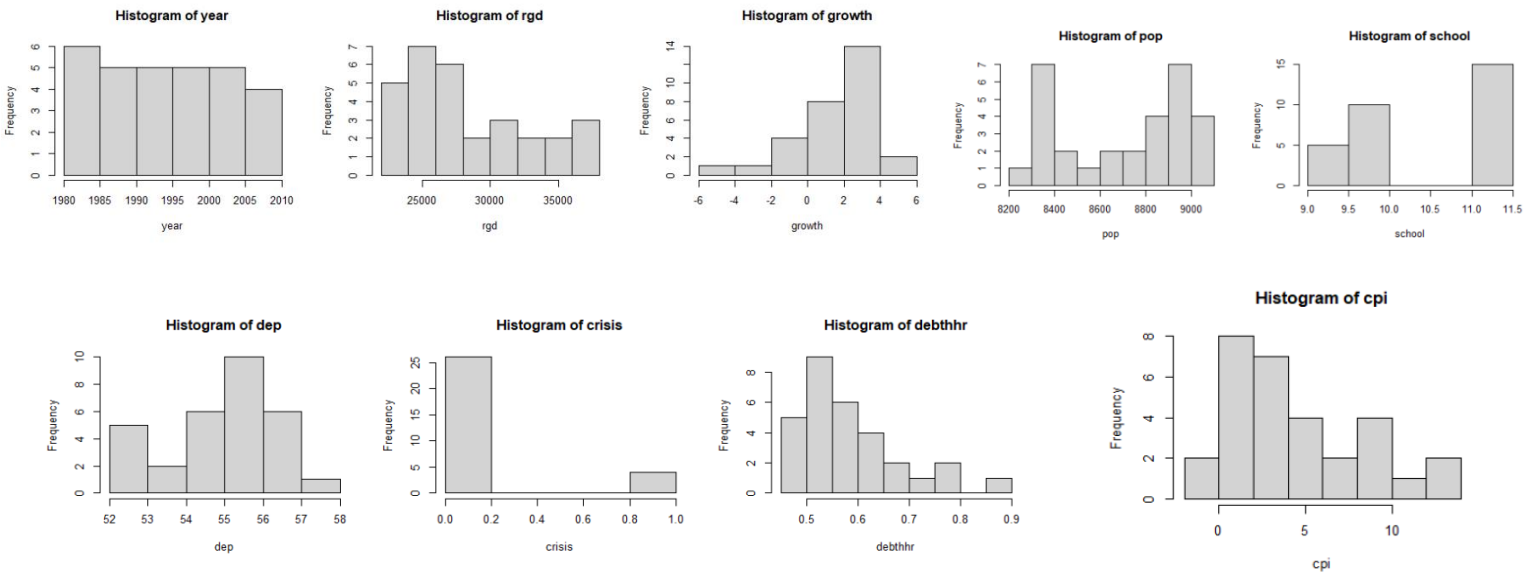 Histogram of year
Frequency
0 1 2 3 4 5 6
1980 1985 1990 1995 2000 2005 2010
year
Histogram of rgd
Frequency
0 1 2 3 4 5 6 7
25000 30000 35000
rgd
Histogram of growth
Frequency
0 2 4 6 8 10 14
-6 -4 -2 0 2 4 6
growth
Histogram of pop
Frequency
0 1 2 3 4 5 6 7
8200 8400 8600 8800 9000
pop
Histogram of school
Frequency
0 5 10 15
9.0 9.5 10.0 10.5 11.0 11.5
school
Histogram of dep
Frequency
0 2 4 6 8 10
52 53 54 55 56 57 58
dep
Histogram of crisis
Frequency
0 5 10 15 20 25
0.0 0.2 0.4 0.6 0.8 1.0
crisis
Histogram of debthhr
Frequency
0 2 4 6 8
0.5 0.6 0.7 0.8 0.9
debthhr
Histogram of cpi
Frequency
0 2 4 6 8
0 5 10
cpi